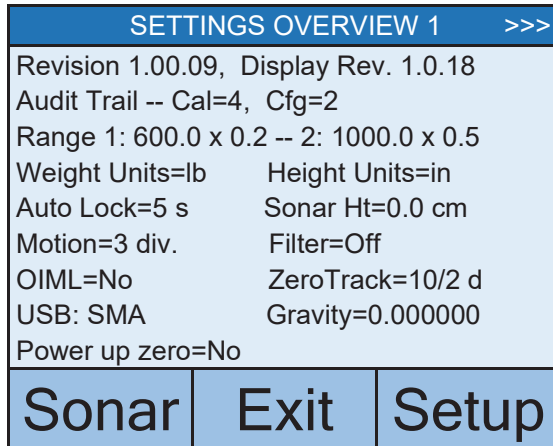 SETTINGS OVERVIEW 1 >>>
Revision 1.00.09, Display Rev. 1.0.18
Audit Trail -- Cal=4, Cfg=2
Range 1: 600.0 x 0.2 -- 2: 1000.0 x 0.5
Weight Units=lb Height Units=in
Auto Lock=5 s Sonar Ht=0.0 cm
Motion=3 div. Filter=Off
OIML=No ZeroTrack=10/2 d
USB: SMA Gravity=0.000000
Power up zero=No
Sonar Exit Setup